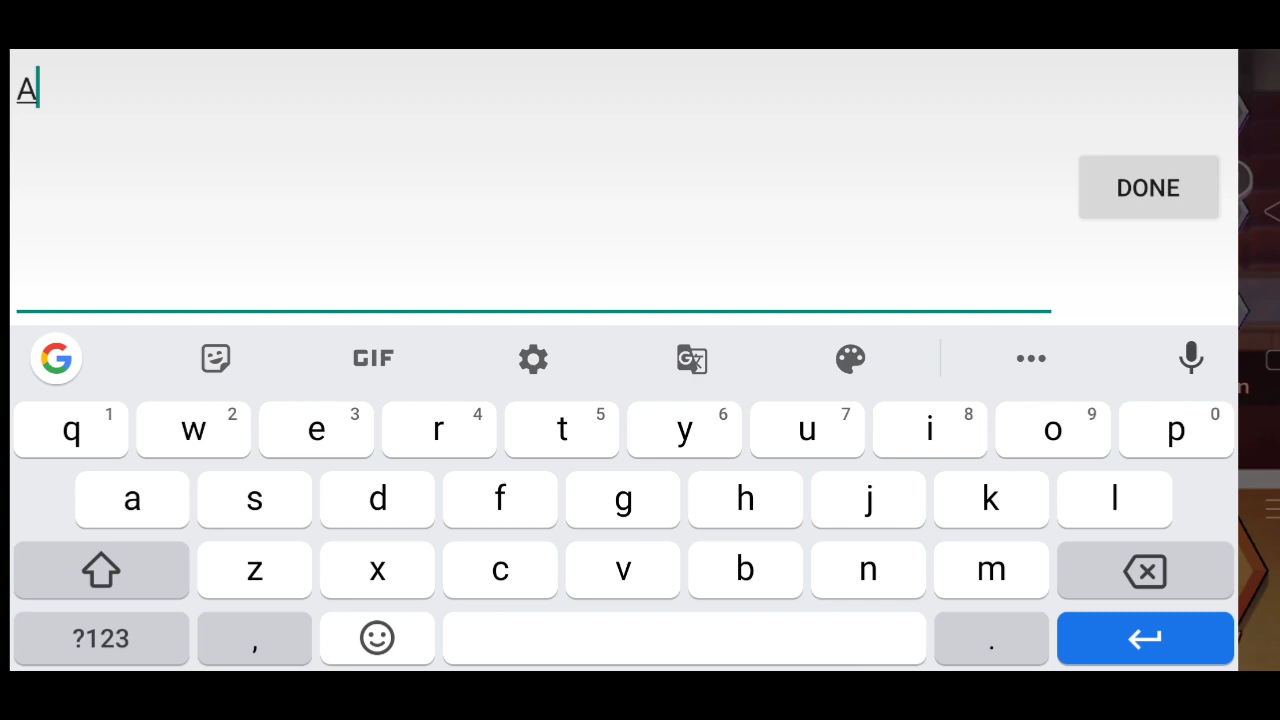 A
DONE
GIF
q 1 w 2 e 3 r 4 t 5 y 6 u 7 i 8 o 9 p 0
a s d f g h j k l
z x c v b n m
?123 , .